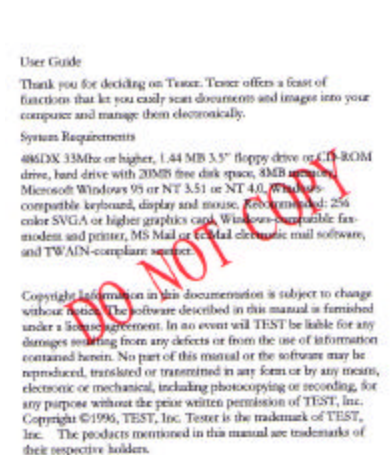 User Guide
Thank you for deciding on Tester. Tester offers a feast of
functions that let you easily scan documents and images into your
computer and manage them electronically.
System Requirements
486DX 33Mhz or higher, 1.44 MB 3.5" floppy drive or CD-ROM
drive, hard drive with 20MB free disk space, 8MB memory,
Microsoft Windows 95 or NT 3.51 or NT 4.0, Windows-
compatible keyboard, display and mouse. Recommended: 256
color SVGA or higher graphics card, Windows-compatible fax-
modem and printer, MS Mail or cc:Mail electronic mail software,
and TWAIN-compliant scanner.
DO NOT COPY
Copyright Information in this documentation is subject to change
without notice. The software described in this manual is furnished
under a license agreement. In no event will TEST be liable for any
damages resulting from any defects or from the use of information
contained herein. No part of this manual or the software may be
reproduced, translated or transmitted in any form or by any means,
electronic or mechanical, including photocopying or recording, for
any purpose without the prior written permission of TEST, Inc.
Copyright ©1996, TEST, Inc. Tester is the trademark of TEST,
Inc. The products mentioned in this manual are trademarks of
their respective holders.